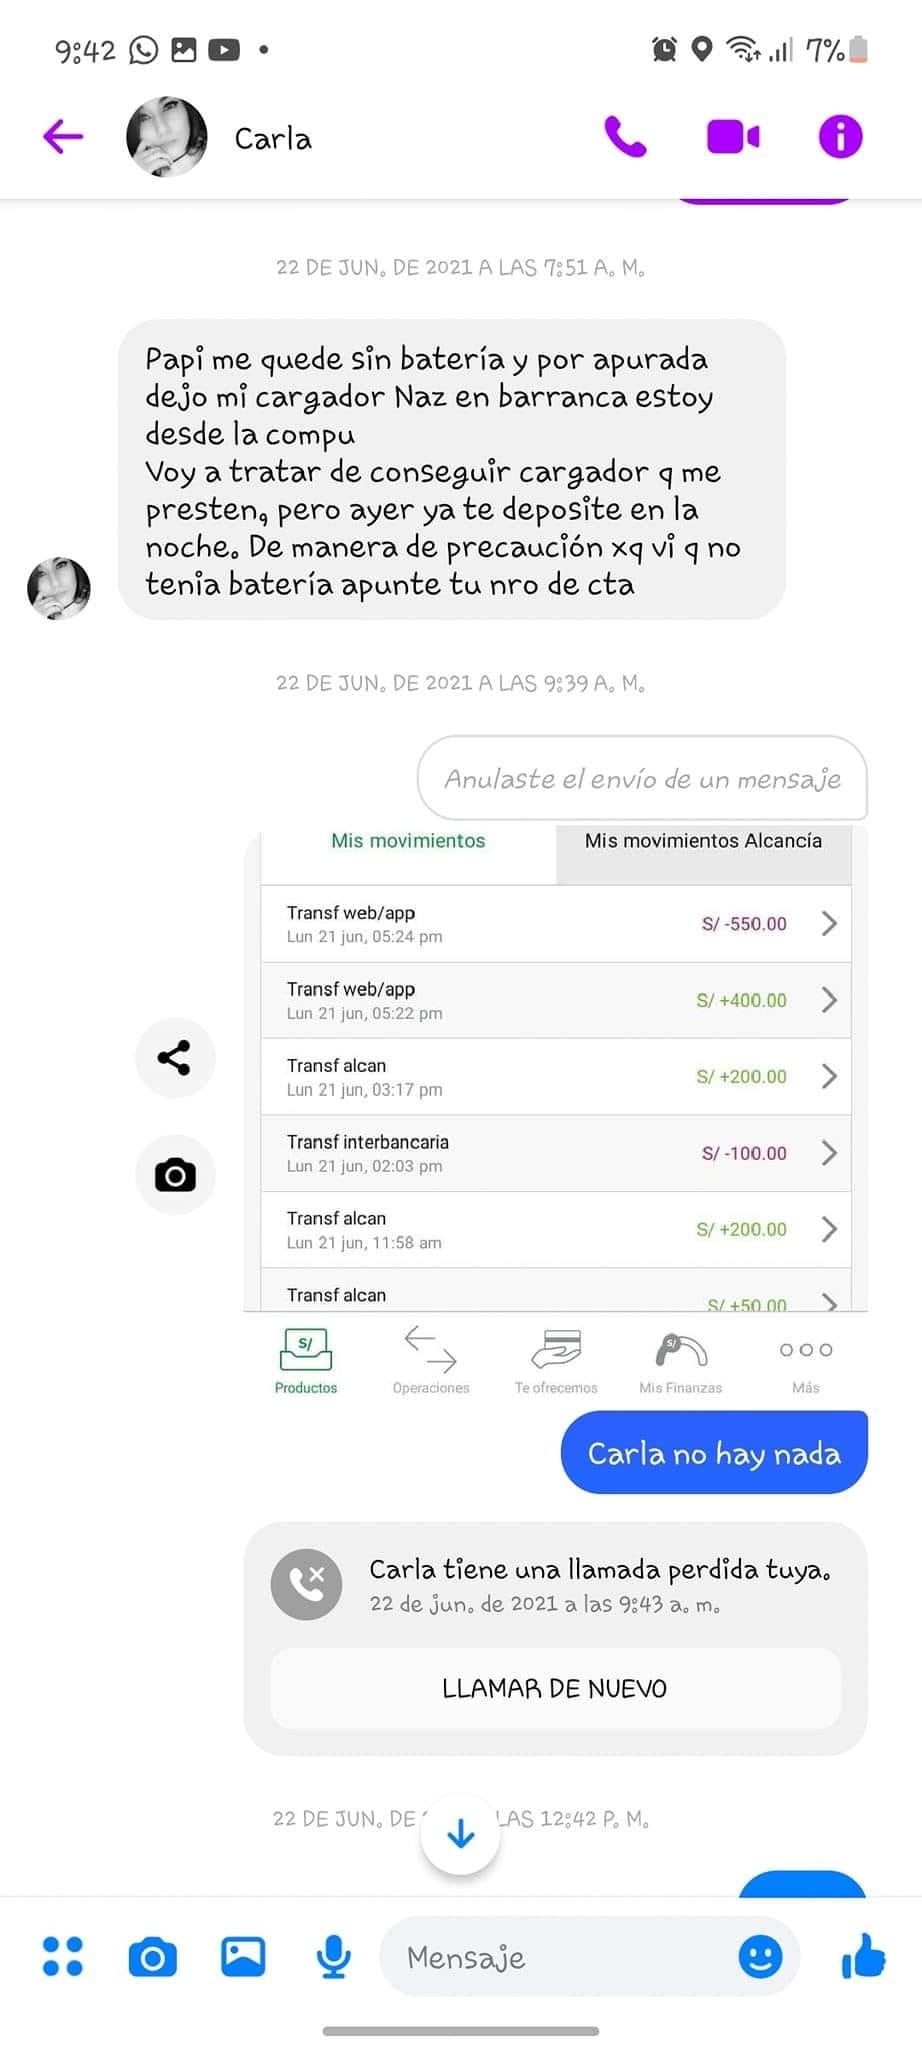 9:42
7%
Carla
22 DE JUN. DE 2021 A LAS 7:51 A. M.
Papi me quede sin batería y por apurada
dejo mi cargador Naz en barranca estoy
desde la compu
Voy a tratar de conseguir cargador q me
presten, pero ayer ya te deposite en la
noche. De manera de precaución xq vi q no
tenia batería apunte tu nro de cta
22 DE JUN. DE 2021 A LAS 9:39 A. M.
Anulaste el envío de un mensaje
Mis movimientos
Mis movimientos Alcancía
Transf web/app
S/ -550.00
Lun 21 jun, 05:24 pm
Transf web/app
S/ +400.00
Lun 21 jun, 05:22 pm
Transf alcan
S/ +200.00
Lun 21 jun, 03:17 pm
Transf interbancaria
S/ -100.00
Lun 21 jun, 02:03 pm
Transf alcan
S/ +200.00
Lun 21 jun, 11:58 am
Transf alcan
S/ +50.00
S/
S/
Productos
Operaciones
Te ofrecemos
Mis Finanzas
Más
Carla no hay nada
Carla tiene una llamada perdida tuya.
22 de jun. de 2021 a las 9:43 a. m.
LLAMAR DE NUEVO
22 DE JUN. DE LAS 12:42 P. M.
Mensaje